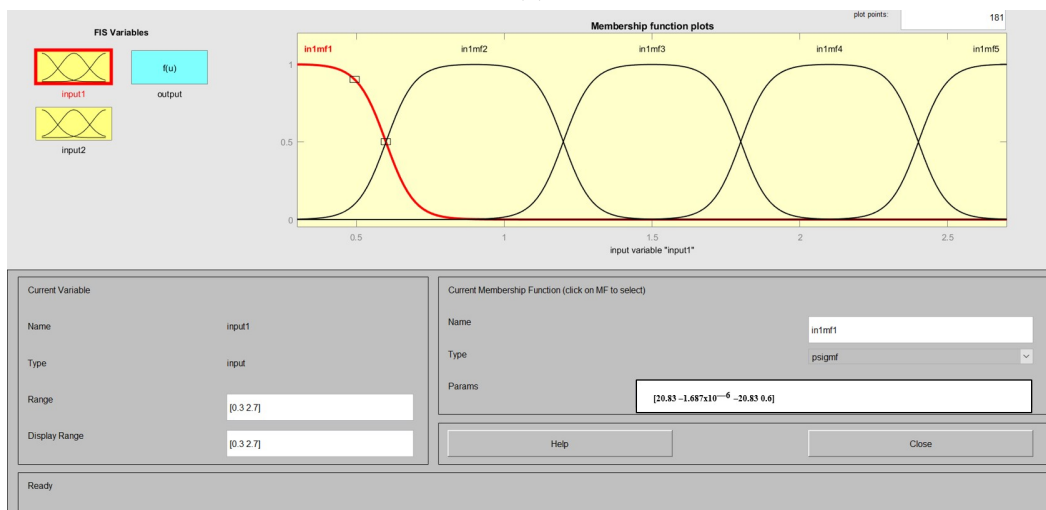 plot points: 181
FIS Variables
Membership function plots
f(u)
input1
output
input2
in1mf1 in1mf2 in1mf3 in1mf4 in1mf5
1
0.5
0
0.5 1 1.5 2 2.5
input variable "input1"
Current Variable
Name input1
Type input
Range [0.3 2.7]
Display Range [0.3 2.7]
Current Membership Function (click on MF to select)
Name in1mf1
Type psigmf
Params [20.83 –1.687x10⁻⁶ –20.83 0.6]
Help Close
Ready